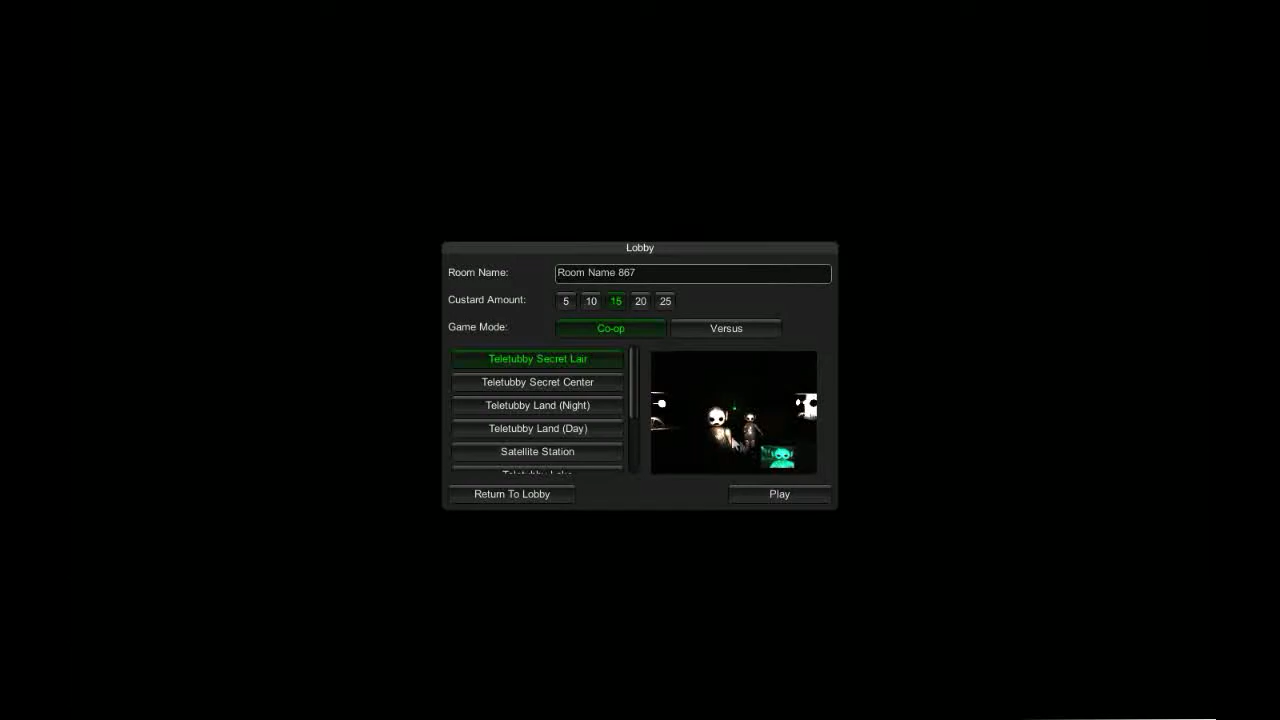 Lobby
Room Name: Room Name 867
Custard Amount: 5 10 15 20 25
Game Mode: Co-op Versus
Teletubby Secret Lair
Teletubby Secret Center
Teletubby Land (Night)
Teletubby Land (Day)
Satellite Station
Return To Lobby Play